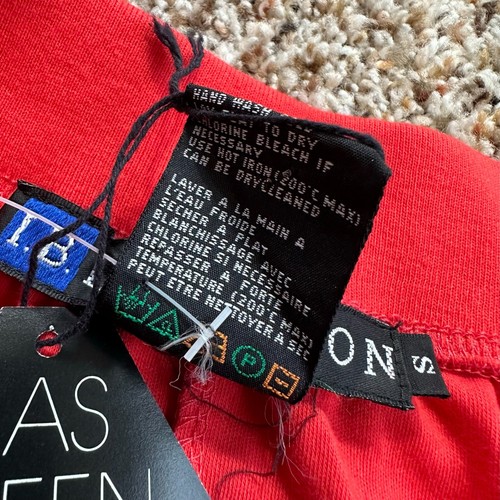 HAND WASH
TO DRY
CHLORINE BLEACH IF
NECESSARY
USE HOT IRON (200°C MAX)
CAN BE DRYCLEANED
LAVER A LA MAIN A
L'EAU FROIDE
SECHER A PLAT
BLANCHISSAGE AVEC
CHLORINE SI NECESSAIRE
REPASSER A FORTE
TEMPERATURE (200°C MAX)
PEUT ETRE NETTOYER A SEC
P
I.B.
ON
S
AS